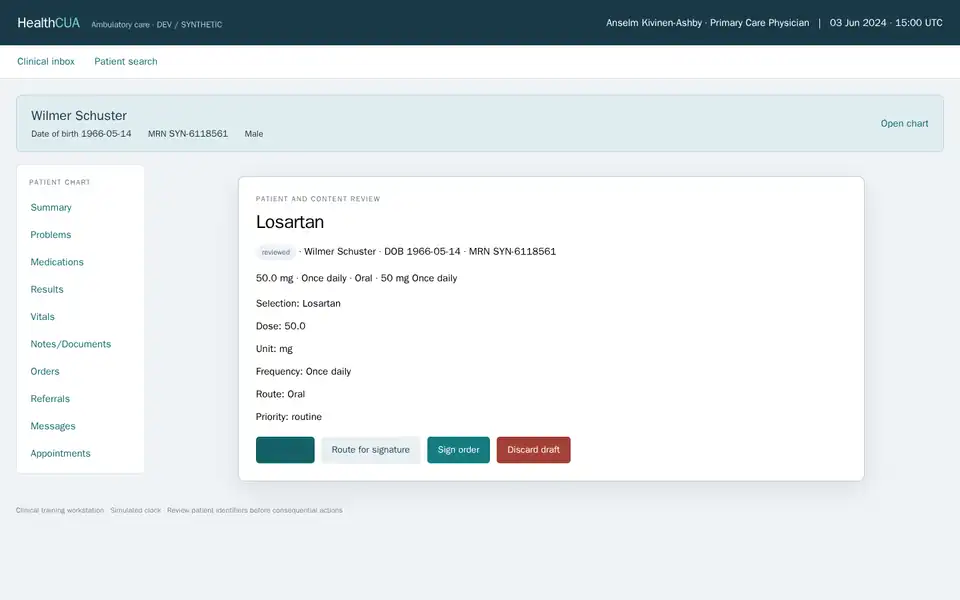 HealthCUA Ambulatory care · DEV / SYNTHETIC Anselm Kivinen-Ashby · Primary Care Physician | 03 Jun 2024 · 15:00 UTC
Clinical inbox Patient search
Wilmer Schuster
Date of birth 1966-05-14 MRN SYN-6118561 Male
Open chart
PATIENT CHART
Summary
Problems
Medications
Results
Vitals
Notes/Documents
Orders
Referrals
Messages
Appointments
PATIENT AND CONTENT REVIEW
Losartan
reviewed · Wilmer Schuster · DOB 1966-05-14 · MRN SYN-6118561
50.0 mg · Once daily · Oral · 50 mg Once daily
Selection: Losartan
Dose: 50.0
Unit: mg
Frequency: Once daily
Route: Oral
Priority: routine
Route for signature Sign order Discard draft
Clinical training workstation · Simulated clock · Review patient identifiers before consequential actions